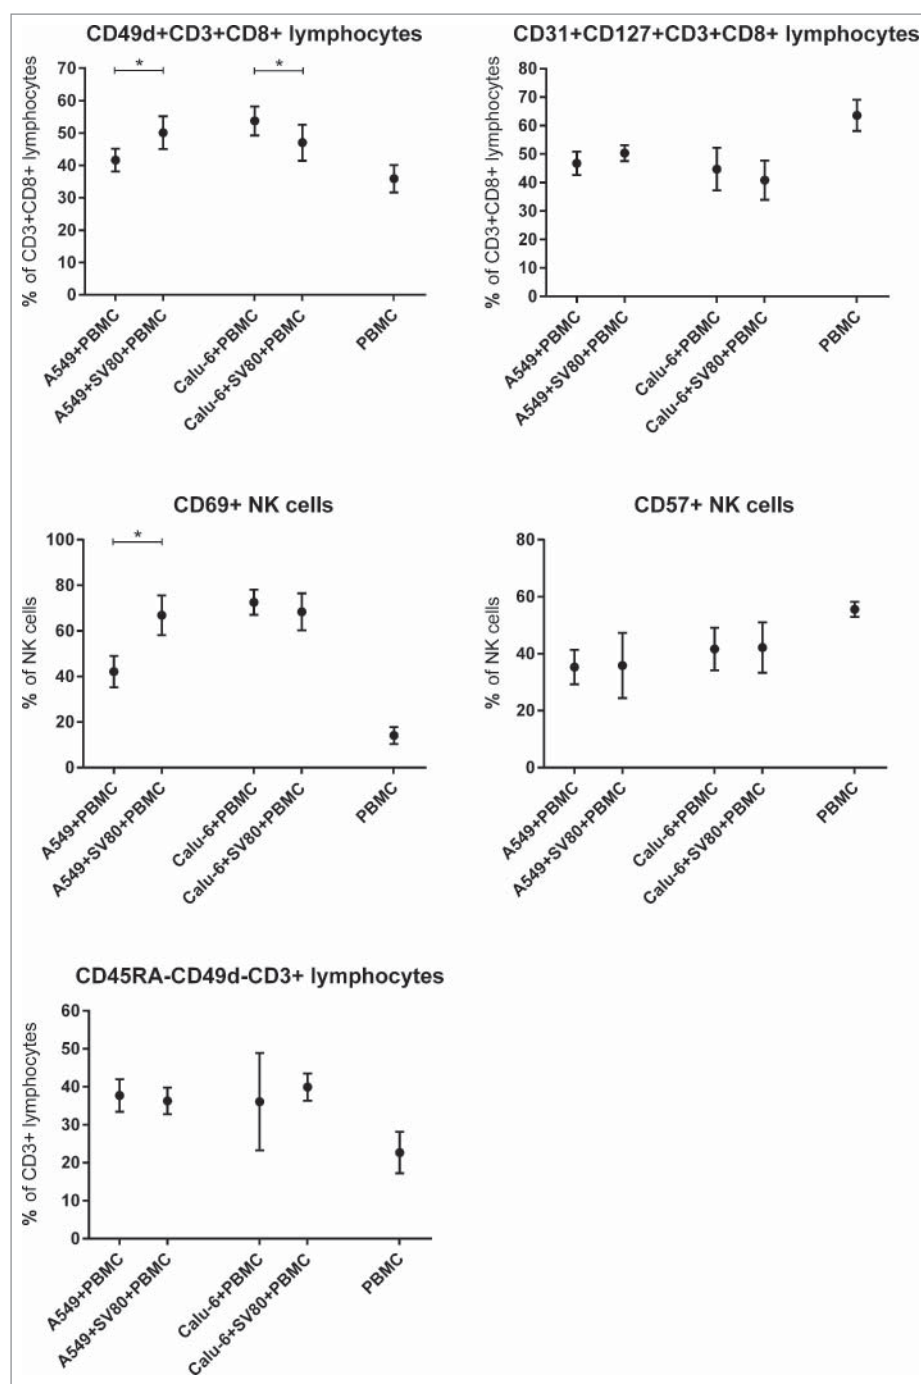 CD49d+CD3+CD8+ lymphocytes
% of CD3+CD8+ lymphocytes
70
60
50
40
30
20
10
0
*
*
A549+PBMC
A549+SV80+PBMC
Calu-6+PBMC
Calu-6+SV80+PBMC
PBMC
CD31+CD127+CD3+CD8+ lymphocytes
% of CD3+CD8+ lymphocytes
80
70
60
50
40
30
20
10
0
A549+PBMC
A549+SV80+PBMC
Calu-6+PBMC
Calu-6+SV80+PBMC
PBMC
CD69+ NK cells
% of NK cells
100
80
60
40
20
0
*
A549+PBMC
A549+SV80+PBMC
Calu-6+PBMC
Calu-6+SV80+PBMC
PBMC
CD57+ NK cells
% of NK cells
80
60
40
20
0
A549+PBMC
A549+SV80+PBMC
Calu-6+PBMC
Calu-6+SV80+PBMC
PBMC
CD45RA-CD49d-CD3+ lymphocytes
% of CD3+ lymphocytes
60
50
40
30
20
10
0
A549+PBMC
A549+SV80+PBMC
Calu-6+PBMC
Calu-6+SV80+PBMC
PBMC